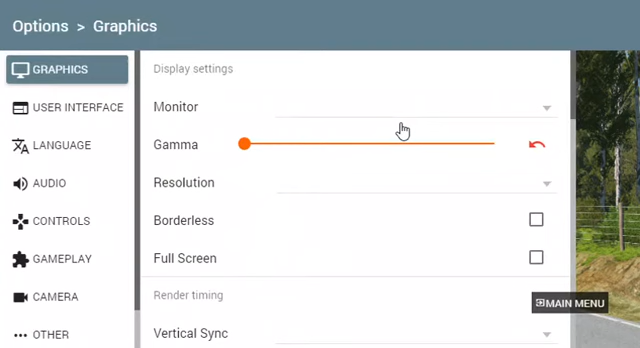 Options > Graphics
GRAPHICS
USER INTERFACE
LANGUAGE
AUDIO
CONTROLS
GAMEPLAY
CAMERA
OTHER
Display settings
Monitor
Gamma
Resolution
Borderless
Full Screen
Render timing
Vertical Sync
MAIN MENU